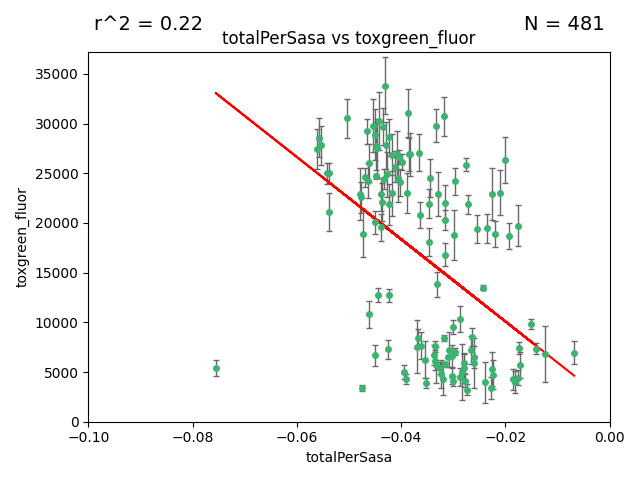 r^2 = 0.22
N = 481
totalPerSasa vs toxgreen_fluor
35000
30000
25000
20000
15000
10000
5000
0
toxgreen_fluor
−0.10
−0.08
−0.06
−0.04
−0.02
0.00
totalPerSasa